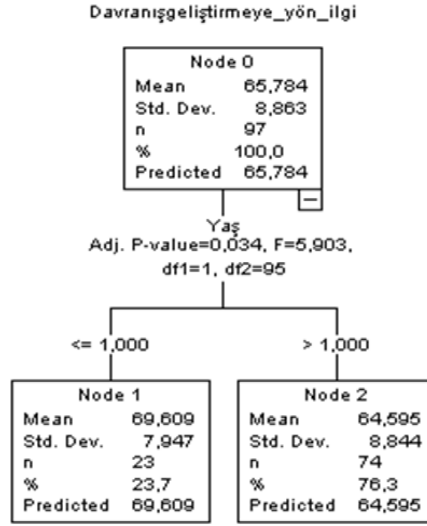 Davranışgeliştirmeye_yön_ilgi
Node 0
Mean 65,784
Std. Dev. 8,863
n 97
% 100,0
Predicted 65,784
Yaş
Adj. P-value=0,034, F=5,903,
df1=1, df2=95
<= 1,000
> 1,000
Node 1
Mean 69,609
Std. Dev. 7,947
n 23
% 23,7
Predicted 69,609
Node 2
Mean 64,595
Std. Dev. 8,844
n 74
% 76,3
Predicted 64,595